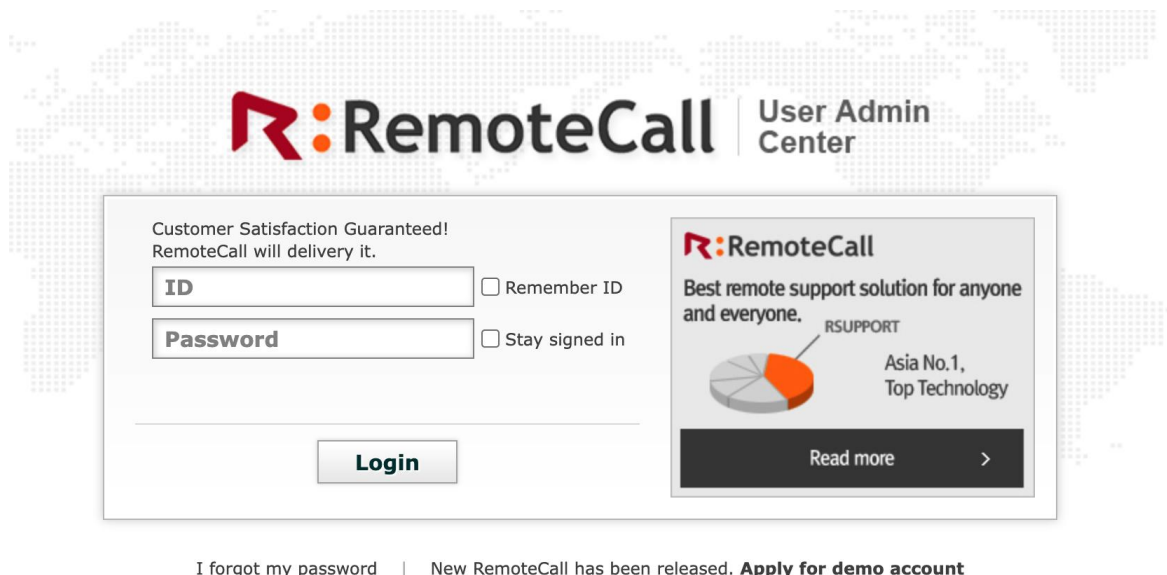 R:RemoteCall
User Admin
Center
Customer Satisfaction Guaranteed!
RemoteCall will delivery it.
ID
Remember ID
Password
Stay signed in
Login
R:RemoteCall
Best remote support solution for anyone
and everyone.
RSUPPORT
Asia No.1,
Top Technology
Read more >
I forgot my password | New RemoteCall has been released. Apply for demo account